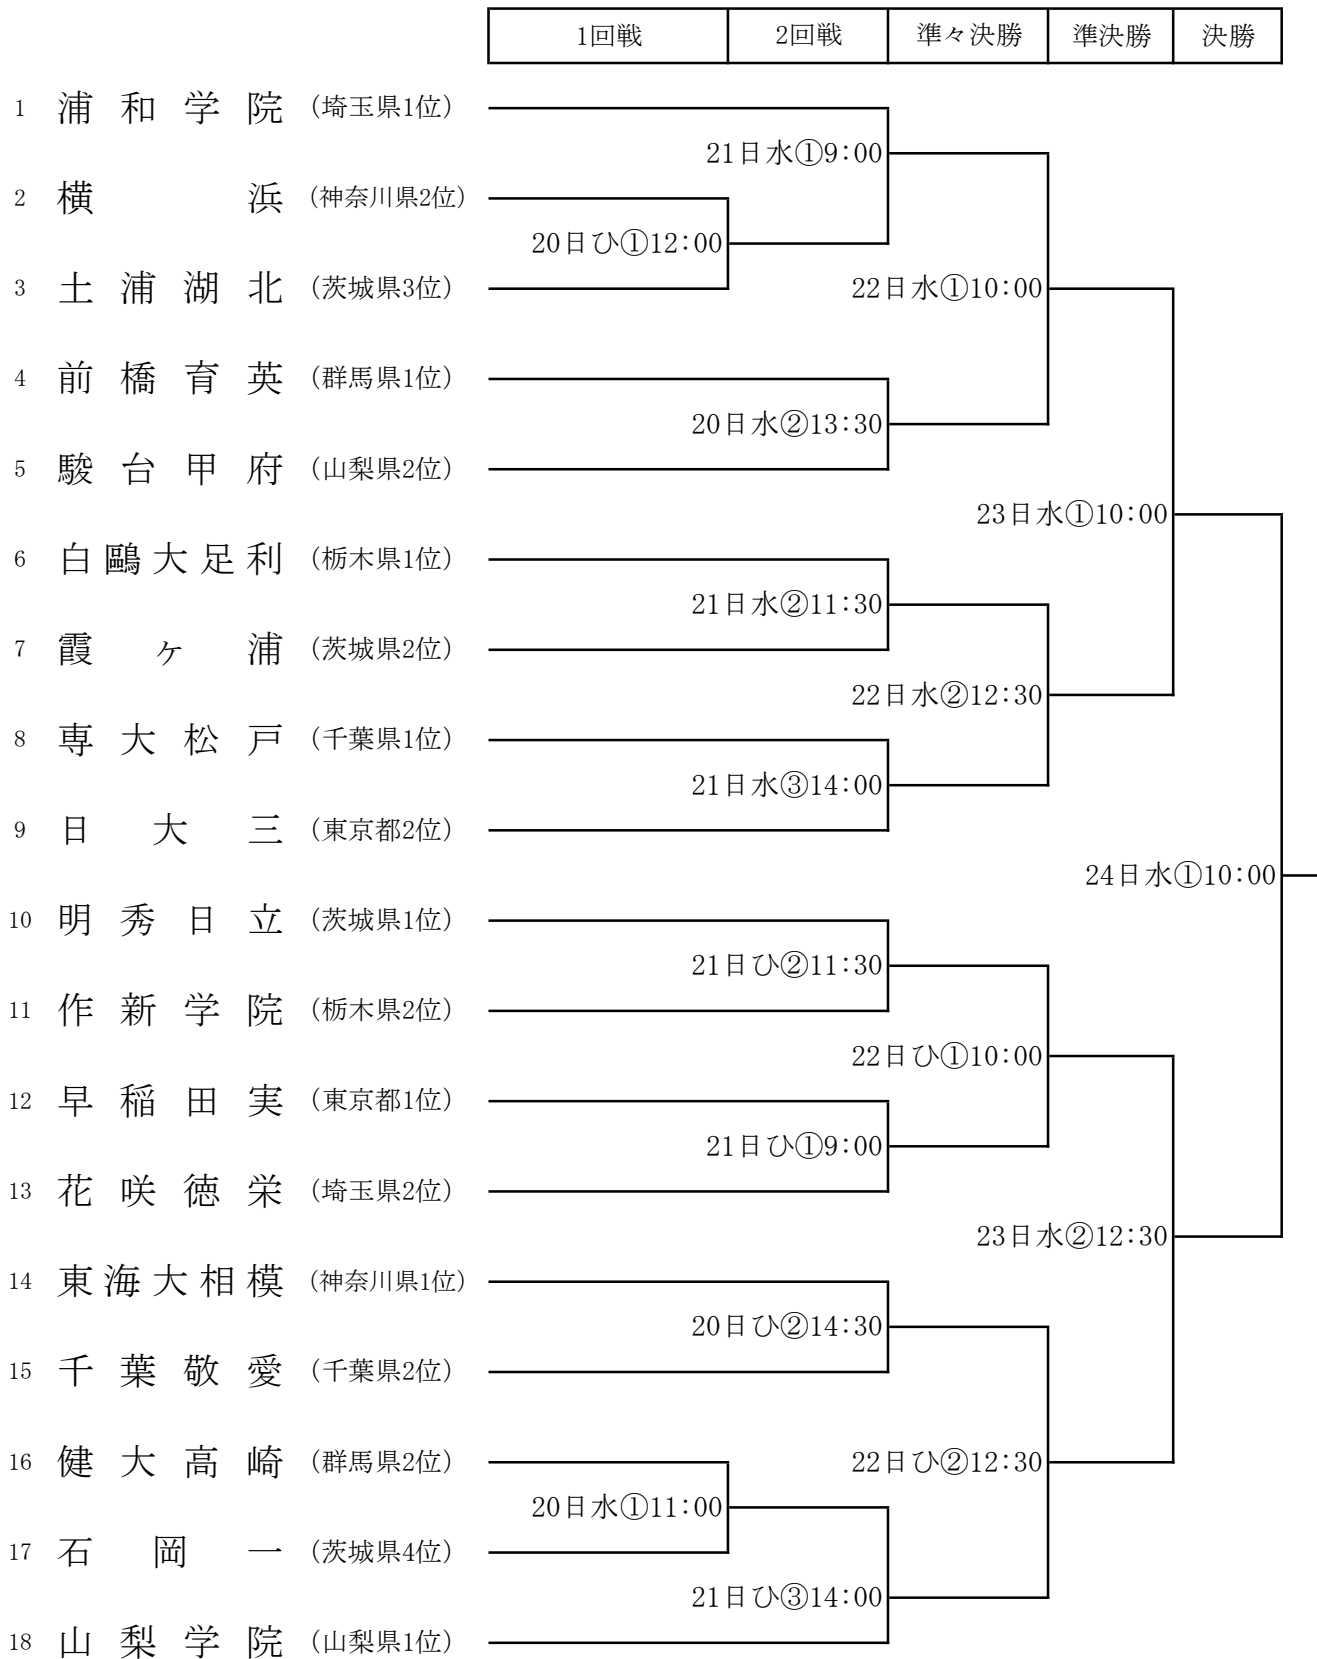 1回戦 2回戦 準々決勝 準決勝 決勝
1 浦和学院 (埼玉県1位)
21日水①9:00
2 横浜 (神奈川県2位)
20日ひ①12:00
3 土浦湖北 (茨城県3位)
22日水①10:00
4 前橋育英 (群馬県1位)
20日水②13:30
5 駿台甲府 (山梨県2位)
23日水①10:00
6 白鷗大足利 (栃木県1位)
21日水②11:30
7 霞ヶ浦 (茨城県2位)
22日水②12:30
8 専大松戸 (千葉県1位)
21日水③14:00
9 日大三 (東京都2位)
24日水①10:00
10 明秀日立 (茨城県1位)
21日ひ②11:30
11 作新学院 (栃木県2位)
22日ひ①10:00
12 早稲田実 (東京都1位)
21日ひ①9:00
13 花咲徳栄 (埼玉県2位)
23日水②12:30
14 東海大相模 (神奈川県1位)
20日ひ②14:30
15 千葉敬愛 (千葉県2位)
16 健大高崎 (群馬県2位)
22日ひ②12:30
20日水①11:00
17 石岡一 (茨城県4位)
21日ひ③14:00
18 山梨学院 (山梨県1位)